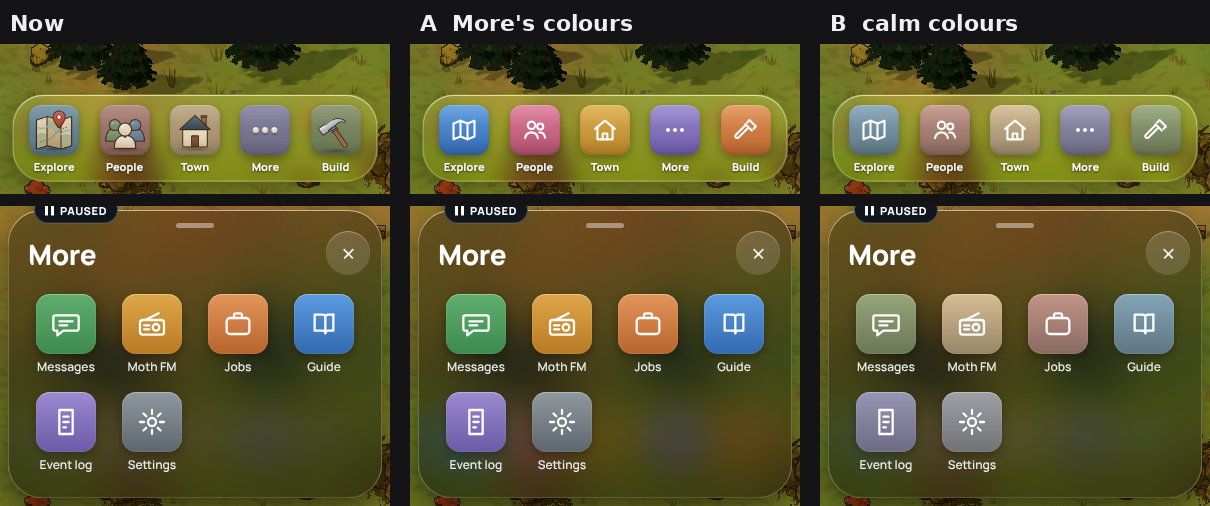 Now
A More's colours
B calm colours
Explore People Town More Build
Explore People Town More Build
Explore People Town More Build
PAUSED
More
Messages Moth FM Jobs Guide
Event log Settings
PAUSED
More
Messages Moth FM Jobs Guide
Event log Settings
PAUSED
More
Messages Moth FM Jobs Guide
Event log Settings